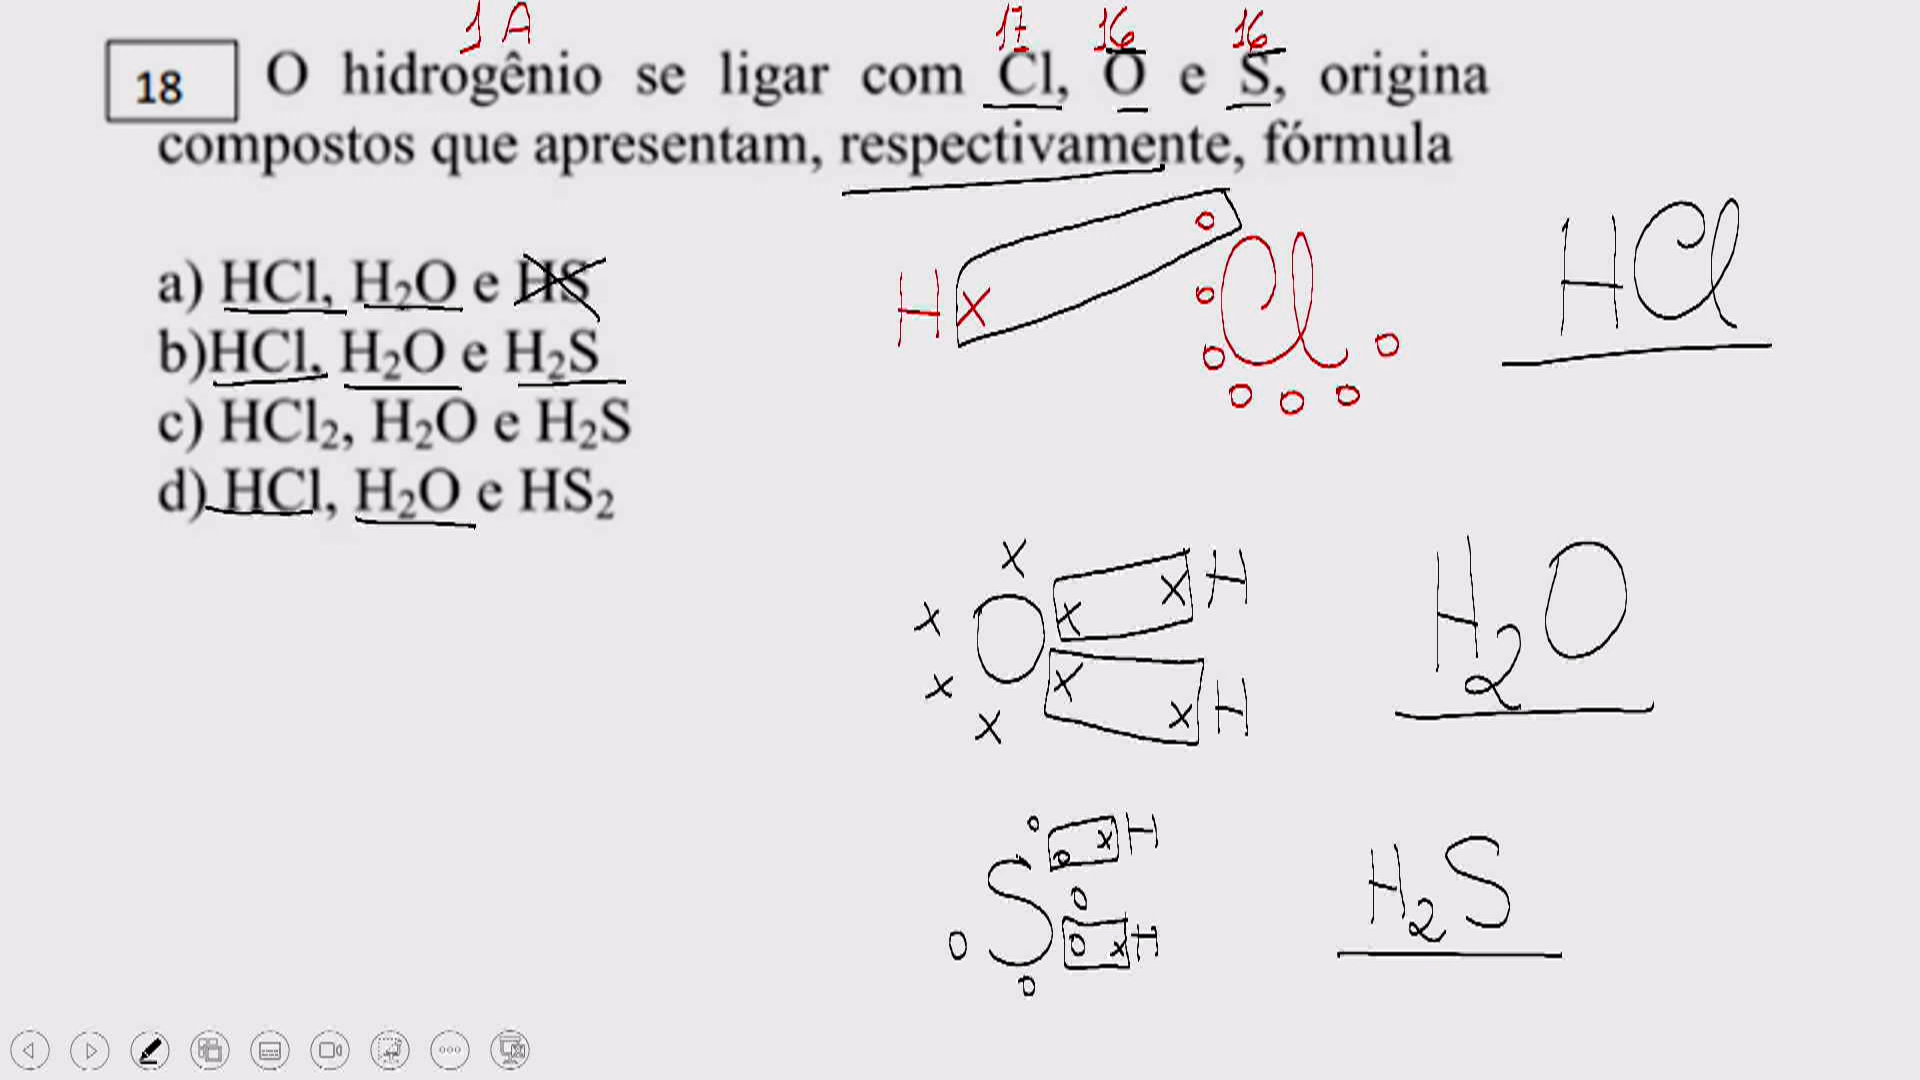 1 A 17 16 16
18 O hidrogênio se ligar com Cl, O e S, origina
compostos que apresentam, respectivamente, fórmula
a) HCl, H₂O e HS
b)HCl, H₂O e H₂S
c) HCl₂, H₂O e H₂S
d) HCl, H₂O e HS₂
H x Cl HCl
x
x O x x H H₂O
x x x H
x
S o x H H₂S
o x H